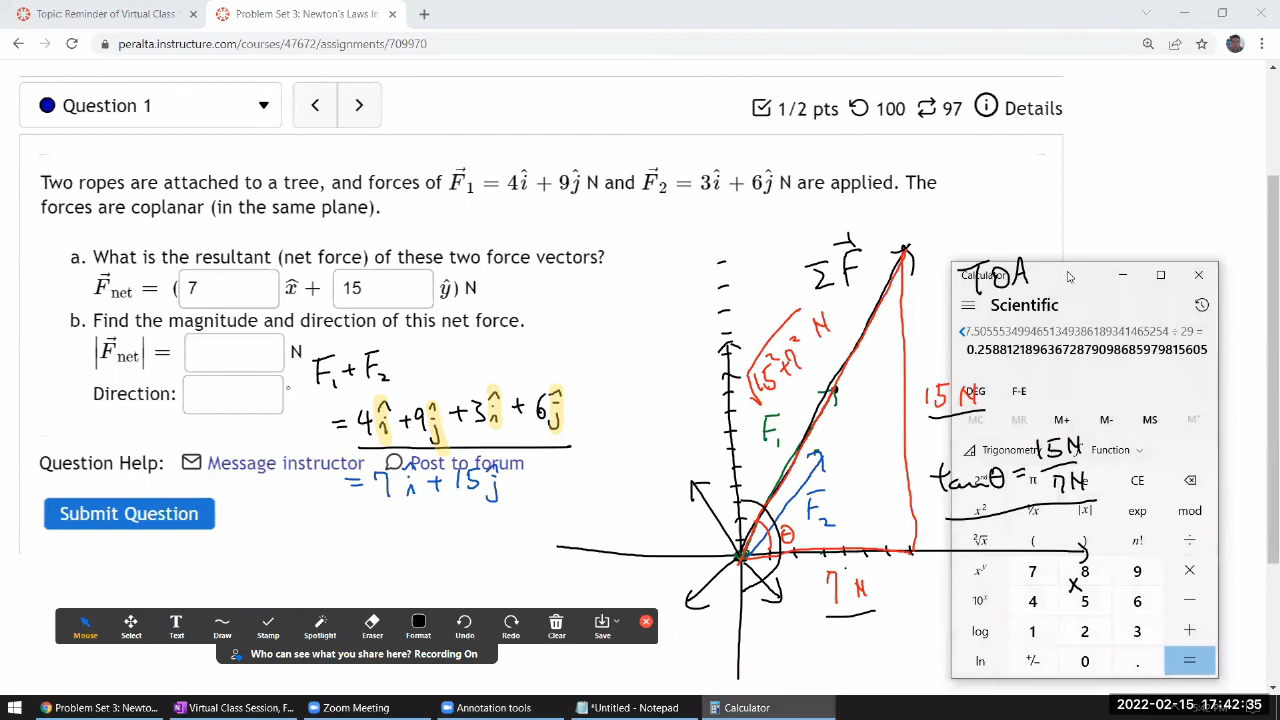 Topic: Reminder of Virtual Class
Problem Set 3: Newton's Laws In
peralta.instructure.com/courses/47672/assignments/709970
Question 1
1/2 pts 100 97 Details
Two ropes are attached to a tree, and forces of F⃗₁ = 4î + 9ĵ N and F⃗₂ = 3î + 6ĵ N are applied. The
forces are coplanar (in the same plane).
a. What is the resultant (net force) of these two force vectors?
F⃗net = ( 7 x̂ + 15 ŷ) N
b. Find the magnitude and direction of this net force.
|F⃗net| = N
Direction:
F₁ + F₂
= 4î + 9ĵ + 3î + 6ĵ
= 7î + 15ĵ
Question Help: Message instructor Post to forum
Submit Question
ΣF⃗
15² + 7² N
F₁
F₂
θ
7 N
15 N
x
TOA
tanθ = 15N / 7N
Calculator
Scientific
7.5055534994651349386189341465254 ÷ 29 =
0.25881218963672879098685979815605
DEG F-E
MC MR M+ M- MS
Trigonometry Function
2ⁿᵈ π CE
x² |x| exp mod
²√x ( ) n! ÷
xʸ 7 8 9 ×
10ˣ 4 5 6 −
log 1 2 3 +
ln +/− 0 . =
Mouse Select Text Draw Stamp Spotlight Eraser Format Undo Redo Clear Save
Who can see what you share here? Recording On
Problem Set 3: Newto...
Virtual Class Session, F...
Zoom Meeting
Annotation tools
*Untitled - Notepad
Calculator
2022-02-15 17:42:35